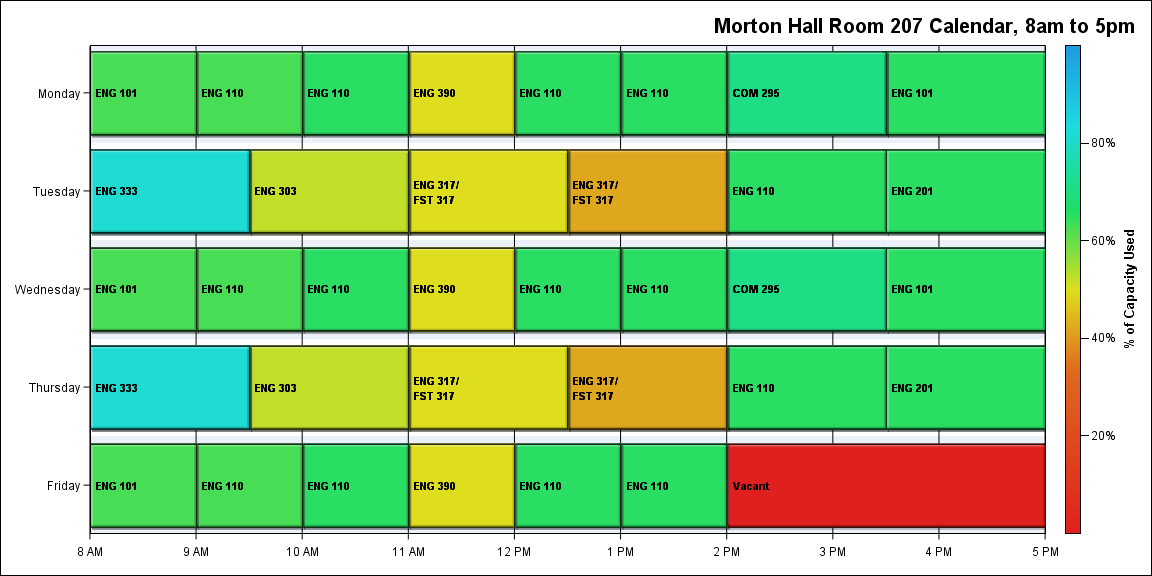 Morton Hall Room 207 Calendar, 8am to 5pm
Monday
ENG 101
ENG 110
ENG 110
ENG 390
ENG 110
ENG 110
COM 295
ENG 101
Tuesday
ENG 333
ENG 303
ENG 317/
FST 317
ENG 317/
FST 317
ENG 110
ENG 201
Wednesday
ENG 101
ENG 110
ENG 110
ENG 390
ENG 110
ENG 110
COM 295
ENG 101
Thursday
ENG 333
ENG 303
ENG 317/
FST 317
ENG 317/
FST 317
ENG 110
ENG 201
Friday
ENG 101
ENG 110
ENG 110
ENG 390
ENG 110
ENG 110
Vacant
8 AM
9 AM
10 AM
11 AM
12 PM
1 PM
2 PM
3 PM
4 PM
5 PM
80%
60%
40%
20%
% of Capacity Used